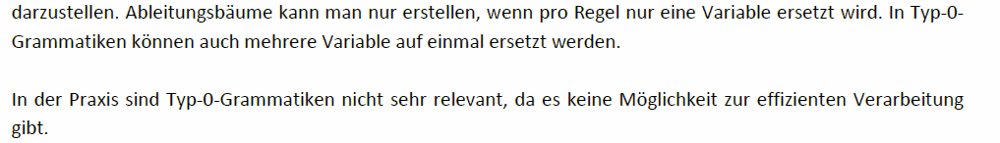 darzustellen. Ableitungsbäume kann man nur erstellen, wenn pro Regel nur eine Variable ersetzt wird. In Typ-0-
Grammatiken können auch mehrere Variable auf einmal ersetzt werden.
In der Praxis sind Typ-0-Grammatiken nicht sehr relevant, da es keine Möglichkeit zur effizienten Verarbeitung
gibt.